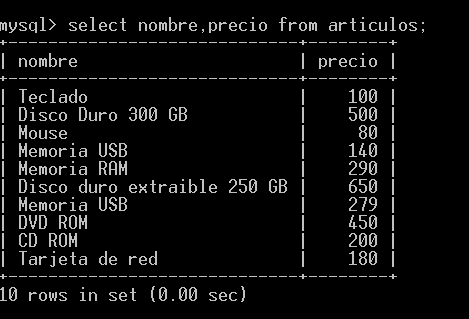 mysql> select nombre,precio from articulos;
+------------------------------+--------+
| nombre                       | precio |
+------------------------------+--------+
| Teclado                      |    100 |
| Disco Duro 300 GB            |    500 |
| Mouse                        |     80 |
| Memoria USB                  |    140 |
| Memoria RAM                  |    290 |
| Disco duro extraible 250 GB  |    650 |
| Memoria USB                  |    279 |
| DVD ROM                      |    450 |
| CD ROM                       |    200 |
| Tarjeta de red               |    180 |
+------------------------------+--------+
10 rows in set (0.00 sec)